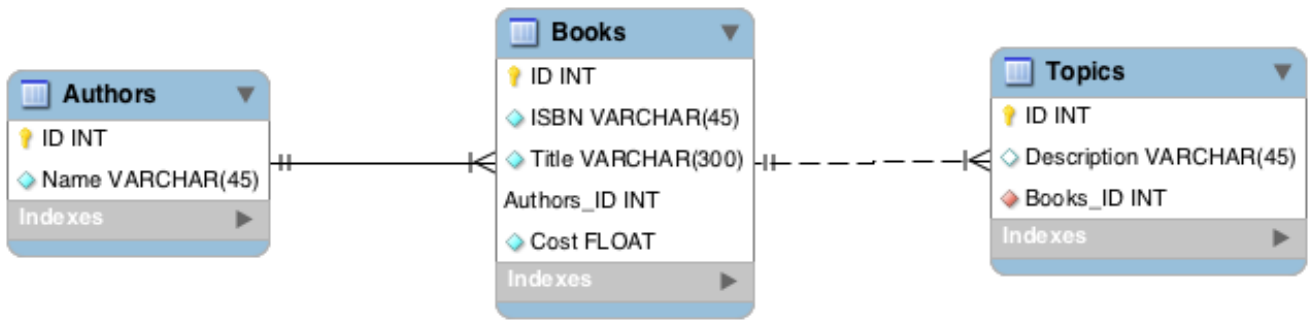 Authors
ID INT
Name VARCHAR(45)
Indexes
Books
ID INT
ISBN VARCHAR(45)
Title VARCHAR(300)
Authors_ID INT
Cost FLOAT
Indexes
Topics
ID INT
Description VARCHAR(45)
Books_ID INT
Indexes